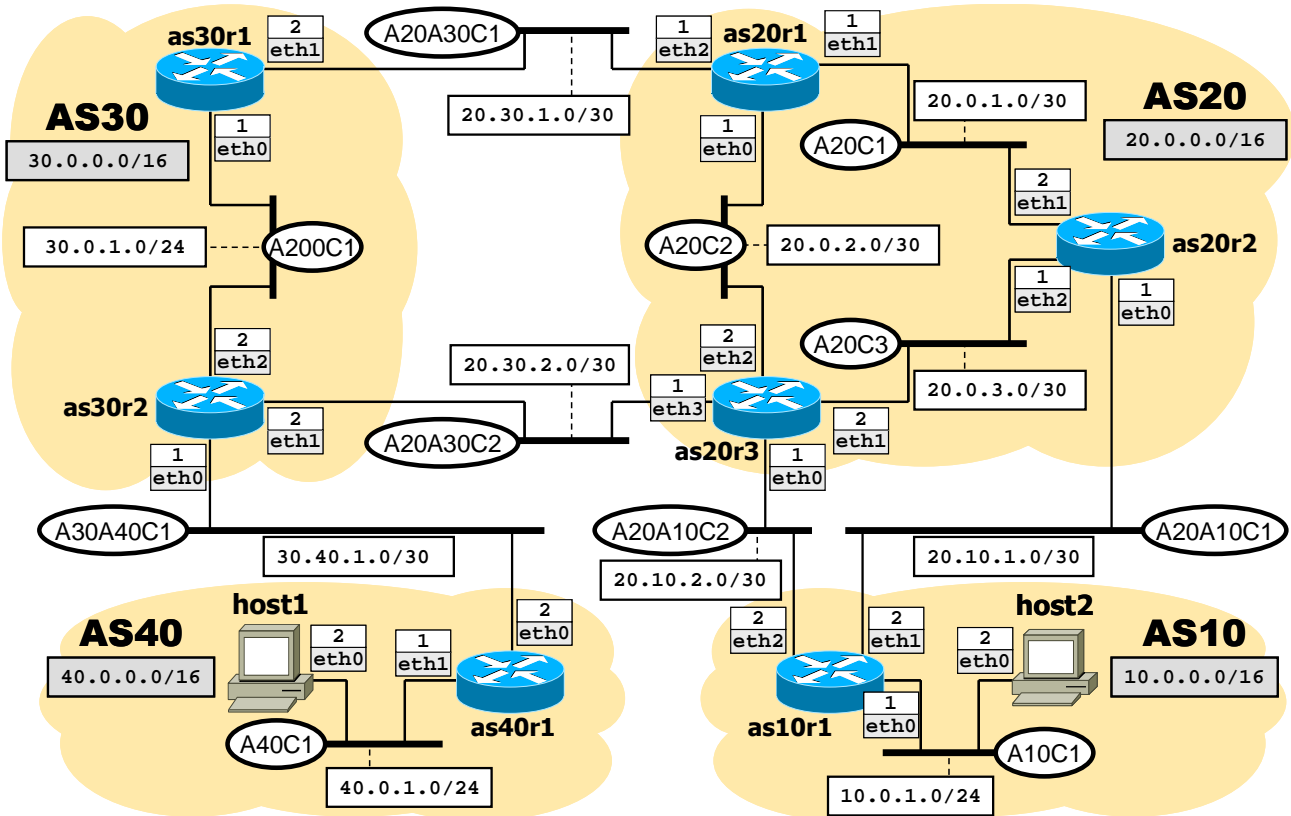 as30r1
2
eth1
A20A30C1
1
eth2
as20r1
1
eth1
AS30
30.0.0.0/16
1
eth0
20.30.1.0/30
1
eth0
20.0.1.0/30
A20C1
AS20
20.0.0.0/16
2
eth1
30.0.1.0/24
A200C1
A20C2
20.0.2.0/30
as20r2
1
eth2
1
eth0
2
eth2
20.30.2.0/30
2
eth2
A20C3
20.0.3.0/30
as30r2
2
eth1
A20A30C2
1
eth3
as20r3
2
eth1
1
eth0
1
eth0
A30A40C1
30.40.1.0/30
A20A10C2
20.10.2.0/30
A20A10C1
20.10.1.0/30
AS40
40.0.0.0/16
host1
2
eth0
1
eth1
2
eth0
as40r1
A40C1
40.0.1.0/24
2
eth2
2
eth1
as10r1
1
eth0
2
eth0
host2
AS10
10.0.0.0/16
A10C1
10.0.1.0/24